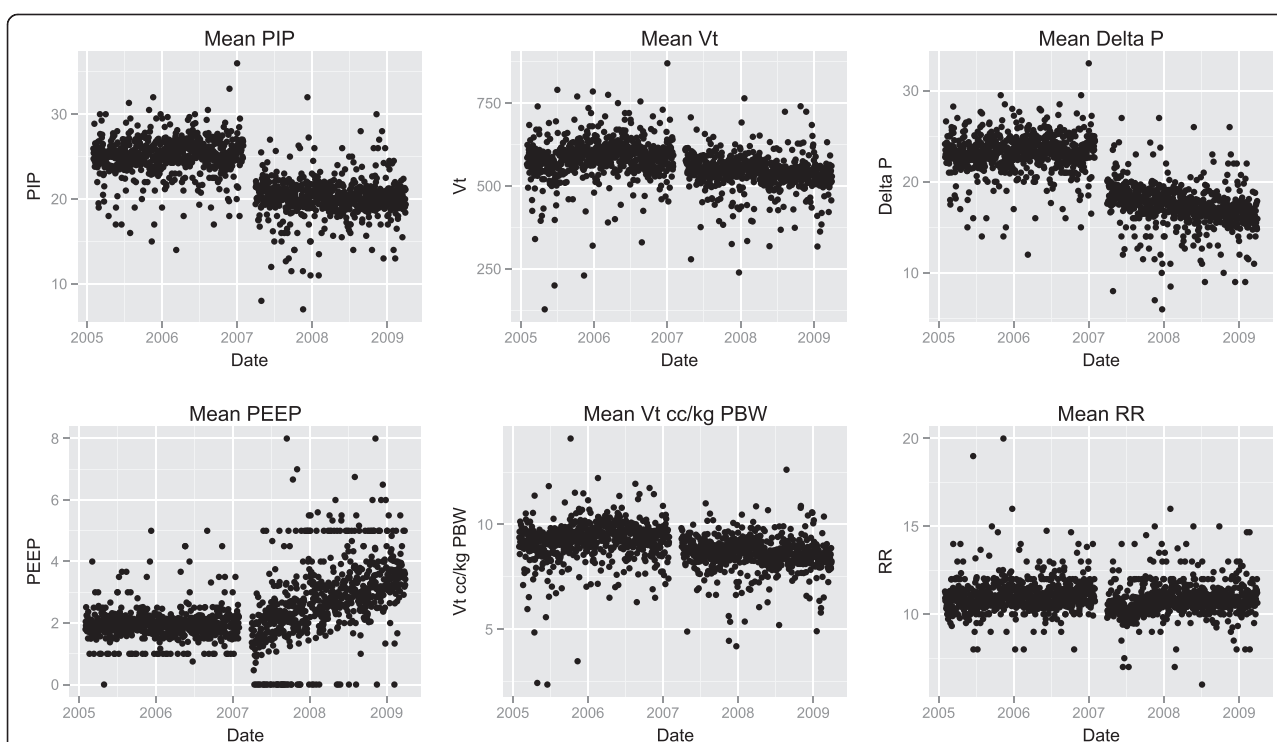 Mean PIP
30
20
10
PIP
2005 2006 2007 2008 2009
Date
Mean Vt
750
500
250
Vt
2005 2006 2007 2008 2009
Date
Mean Delta P
30
20
10
Delta P
2005 2006 2007 2008 2009
Date
Mean PEEP
8
6
4
2
0
PEEP
2005 2006 2007 2008 2009
Date
Mean Vt cc/kg PBW
10
5
Vt cc/kg PBW
2005 2006 2007 2008 2009
Date
Mean RR
20
15
10
RR
2005 2006 2007 2008 2009
Date